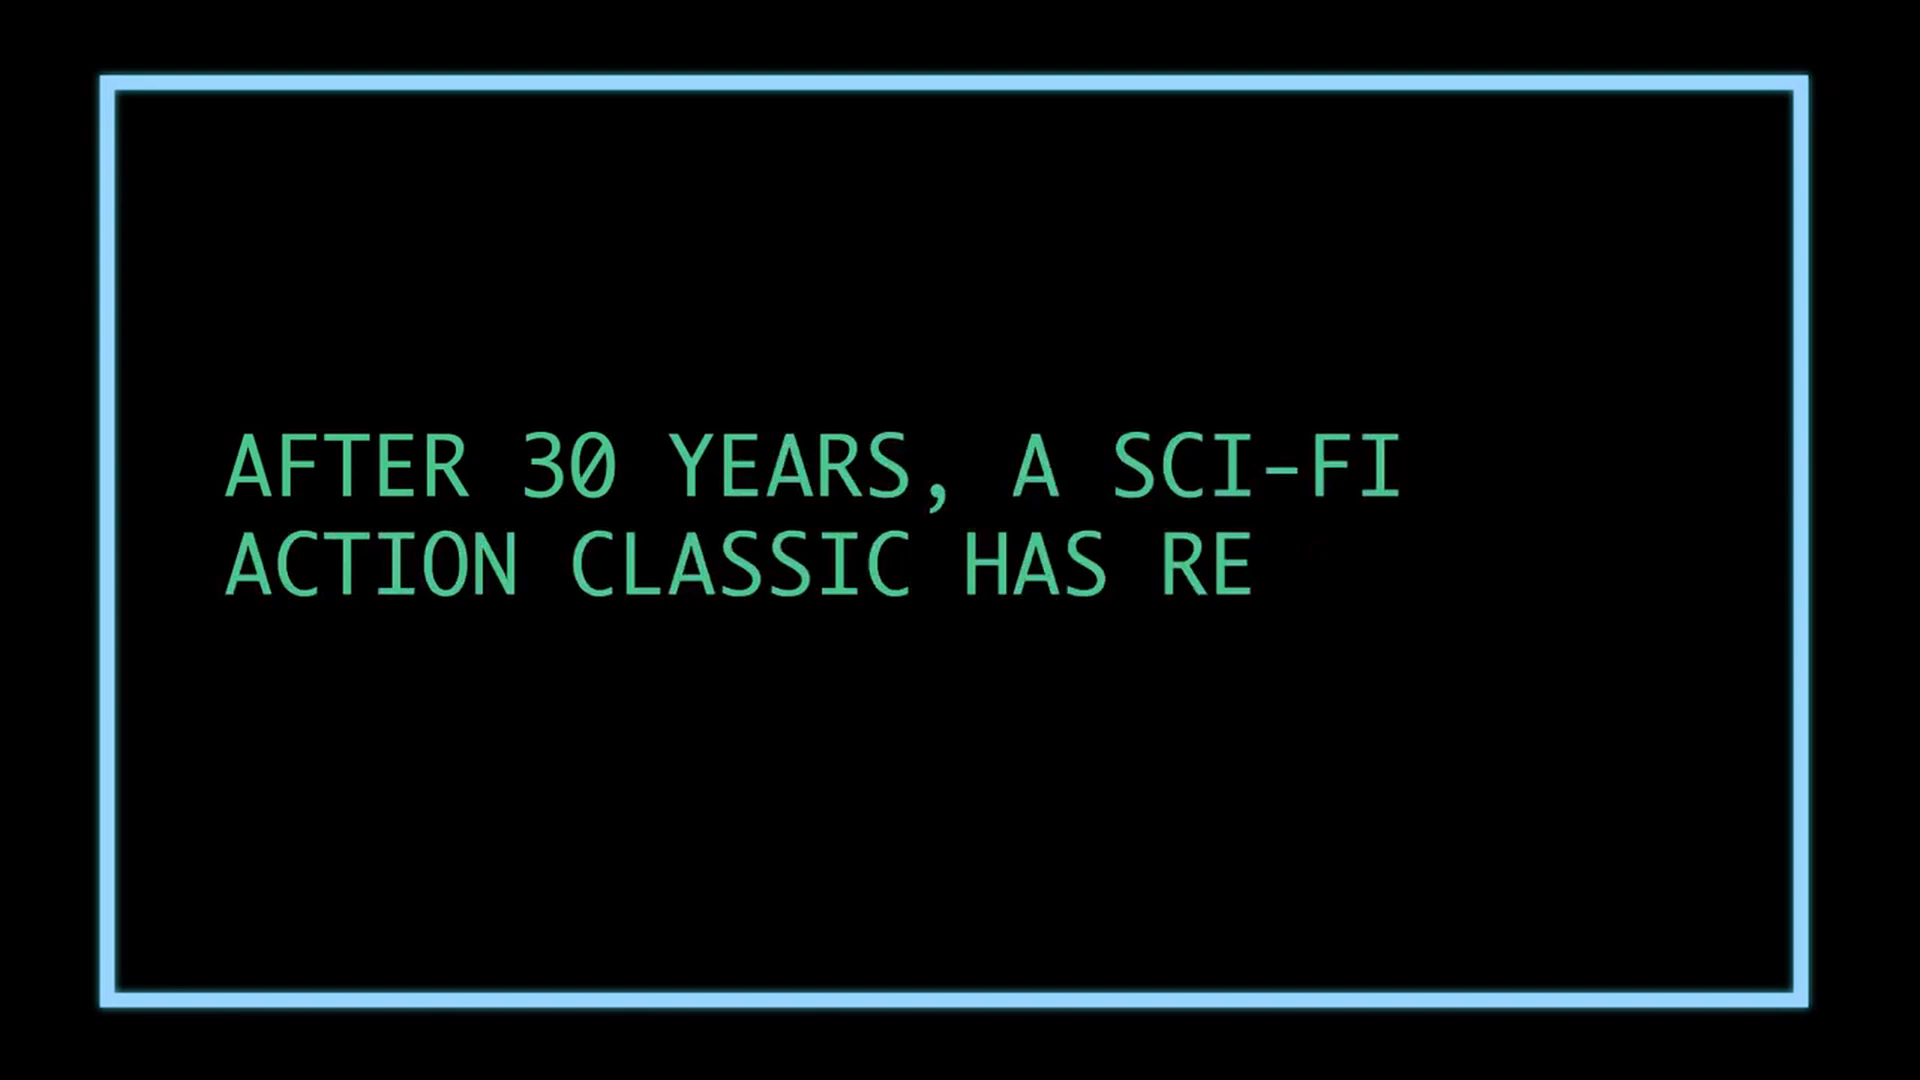 AFTER 30 YEARS, A SCI-FI
ACTION CLASSIC HAS RE